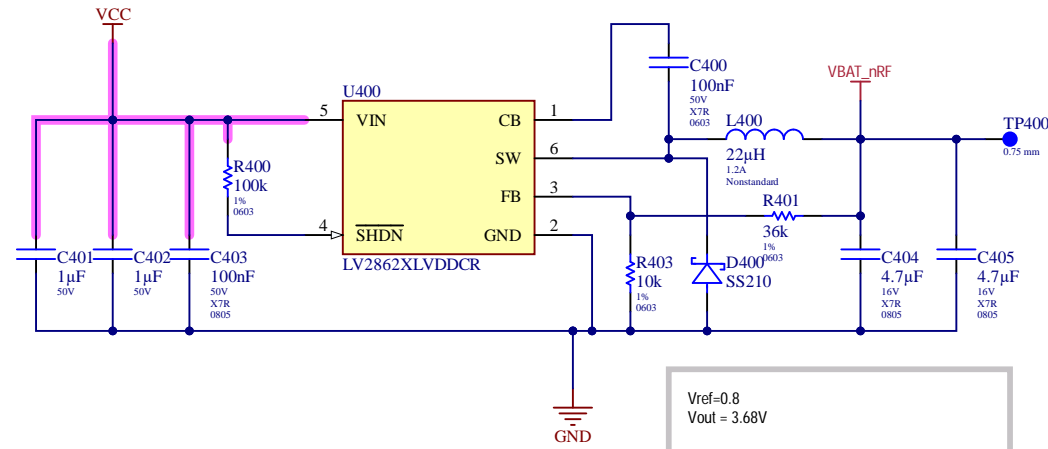 VCC
U400
5
VIN
CB
1
SW
6
FB
3
4
SHDN
GND
2
LV2862XLVDDCR
R400
100k
1%
0603
C401
1µF
50V
C402
1µF
50V
C403
100nF
50V
X7R
0805
C400
100nF
50V
X7R
0603
L400
22µH
1.2A
Nonstandard
VBAT_nRF
TP400
0.75 mm
R401
36k
1%
0603
R403
10k
1%
0603
D400
SS210
C404
4.7µF
16V
X7R
0805
C405
4.7µF
16V
X7R
0805
GND
Vref=0.8
Vout = 3.68V